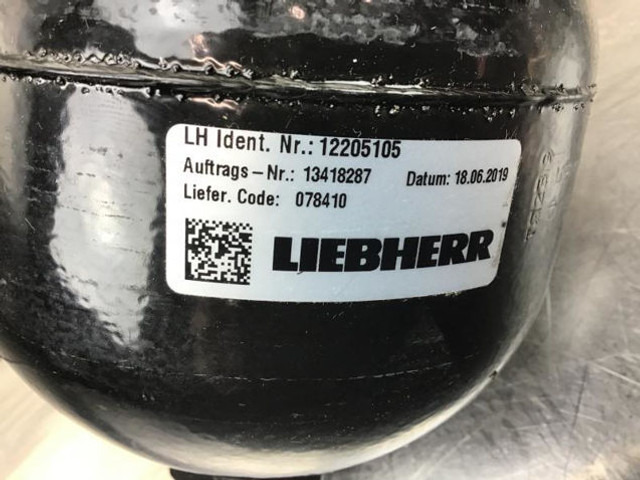 LH Ident. Nr.: 12205105
Auftrags-Nr.: 13418287 Datum: 18.06.2019
Liefer. Code: 078410
LIEBHERR